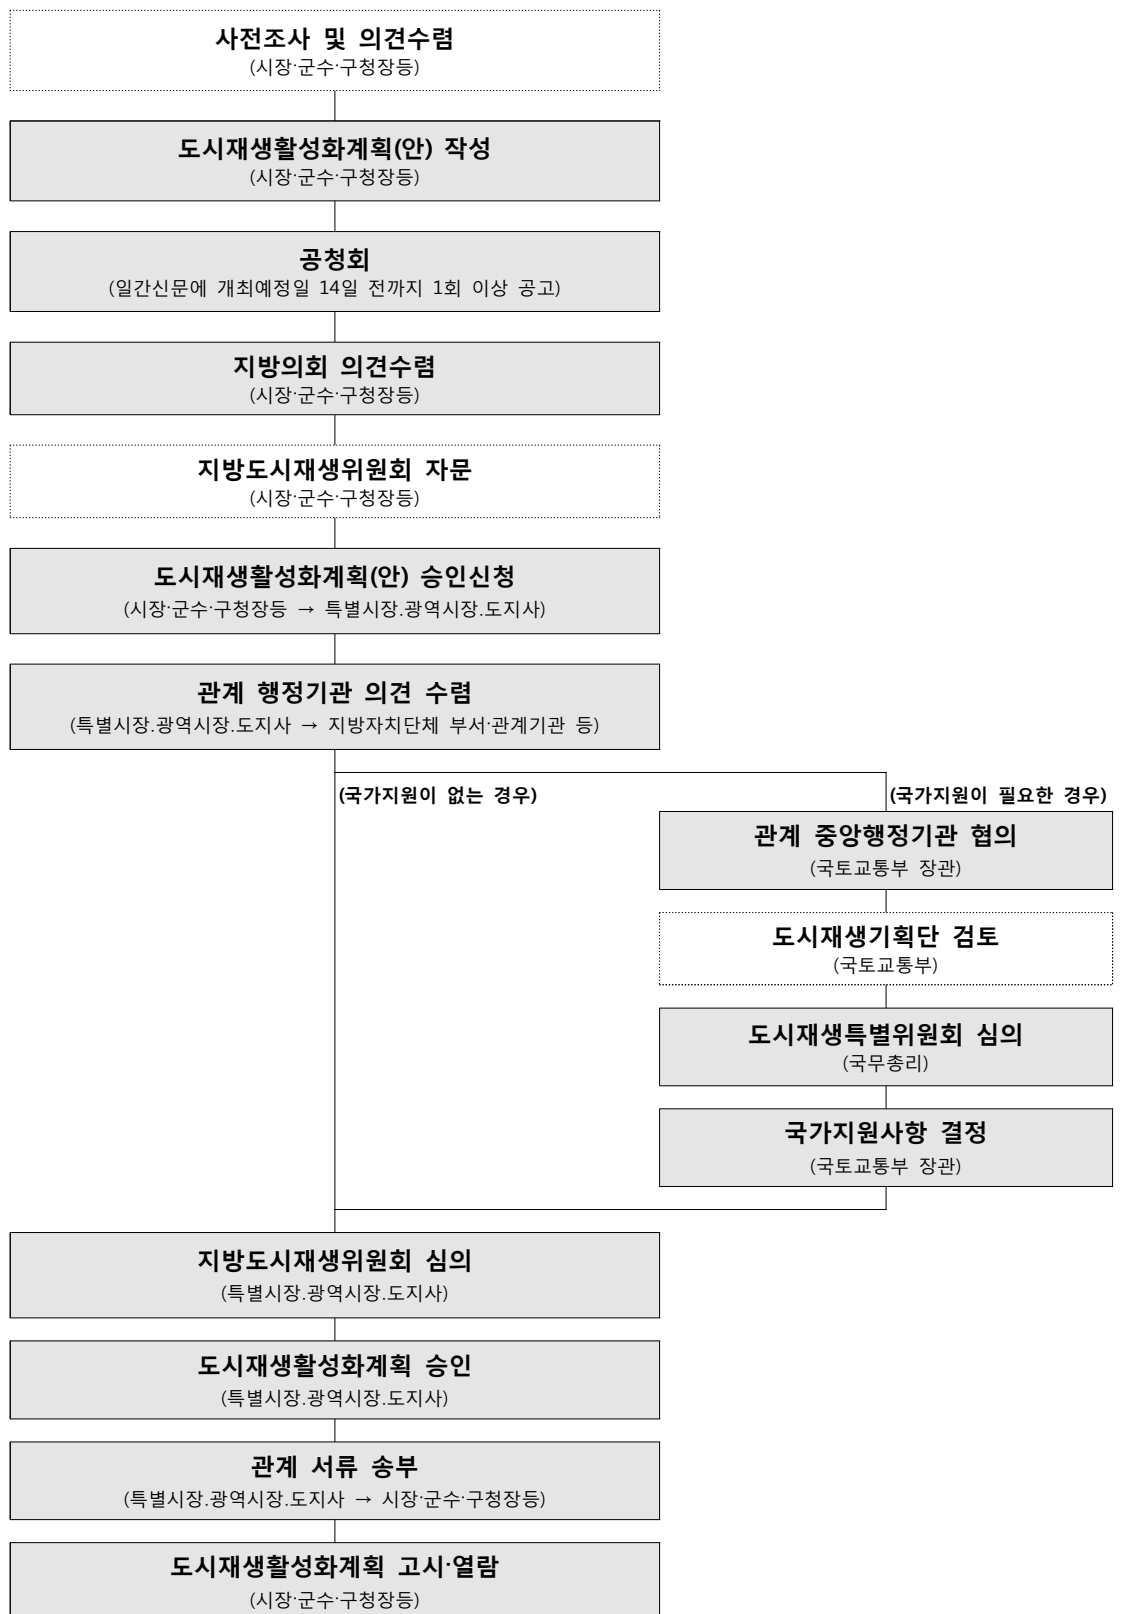 사전조사 및 의견수렴
(시장·군수·구청장등)
도시재생활성화계획(안) 작성
(시장·군수·구청장등)
공청회
(일간신문에 개최예정일 14일 전까지 1회 이상 공고)
지방의회 의견수렴
(시장·군수·구청장등)
지방도시재생위원회 자문
(시장·군수·구청장등)
도시재생활성화계획(안) 승인신청
(시장·군수·구청장등 → 특별시장.광역시장.도지사)
관계 행정기관 의견 수렴
(특별시장.광역시장.도지사 → 지방자치단체 부서·관계기관 등)
(국가지원이 없는 경우)
(국가지원이 필요한 경우)
관계 중앙행정기관 협의
(국토교통부 장관)
도시재생기획단 검토
(국토교통부)
도시재생특별위원회 심의
(국무총리)
국가지원사항 결정
(국토교통부 장관)
지방도시재생위원회 심의
(특별시장.광역시장.도지사)
도시재생활성화계획 승인
(특별시장.광역시장.도지사)
관계 서류 송부
(특별시장.광역시장.도지사 → 시장·군수·구청장등)
도시재생활성화계획 고시·열람
(시장·군수·구청장등)